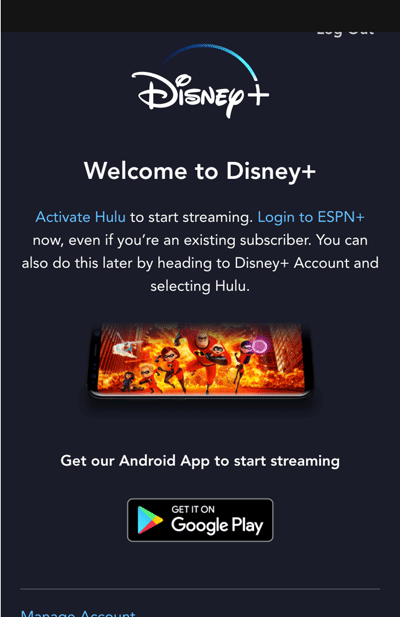 Log Out
Disney+
Welcome to Disney+
Activate Hulu to start streaming. Login to ESPN+
now, even if you’re an existing subscriber. You can
also do this later by heading to Disney+ Account and
selecting Hulu.
Get our Android App to start streaming
GET IT ON
Google Play
Manage Account